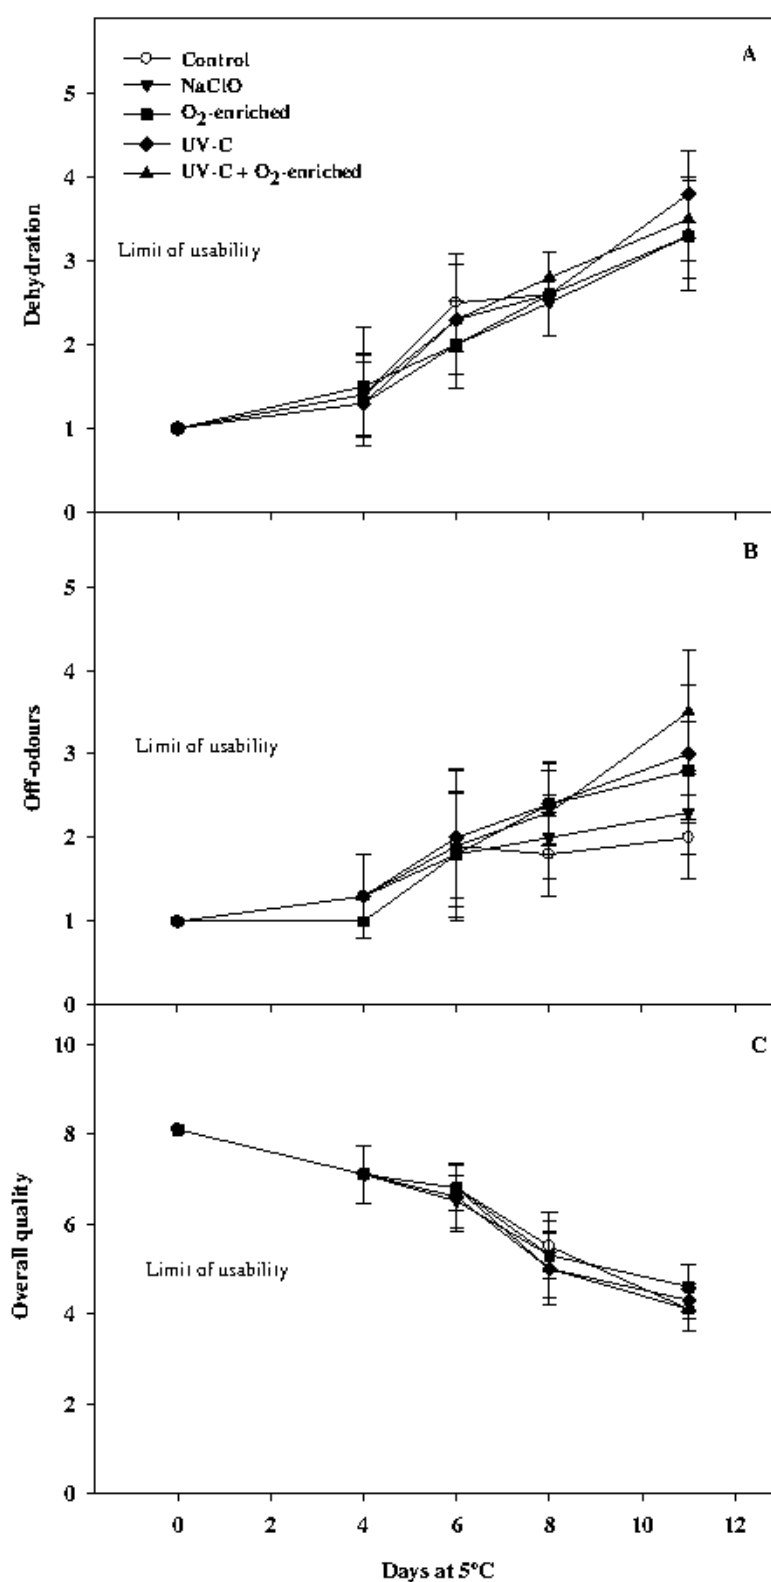 A
Control
NaClO
O2-enriched
UV-C
UV-C + O2-enriched
5
4
3
2
1
0
Dehydration
Limit of usability
B
5
4
3
2
1
0
Off-odours
Limit of usability
C
10
8
6
4
2
0
Overall quality
Limit of usability
0 2 4 6 8 10 12
Days at 5°C